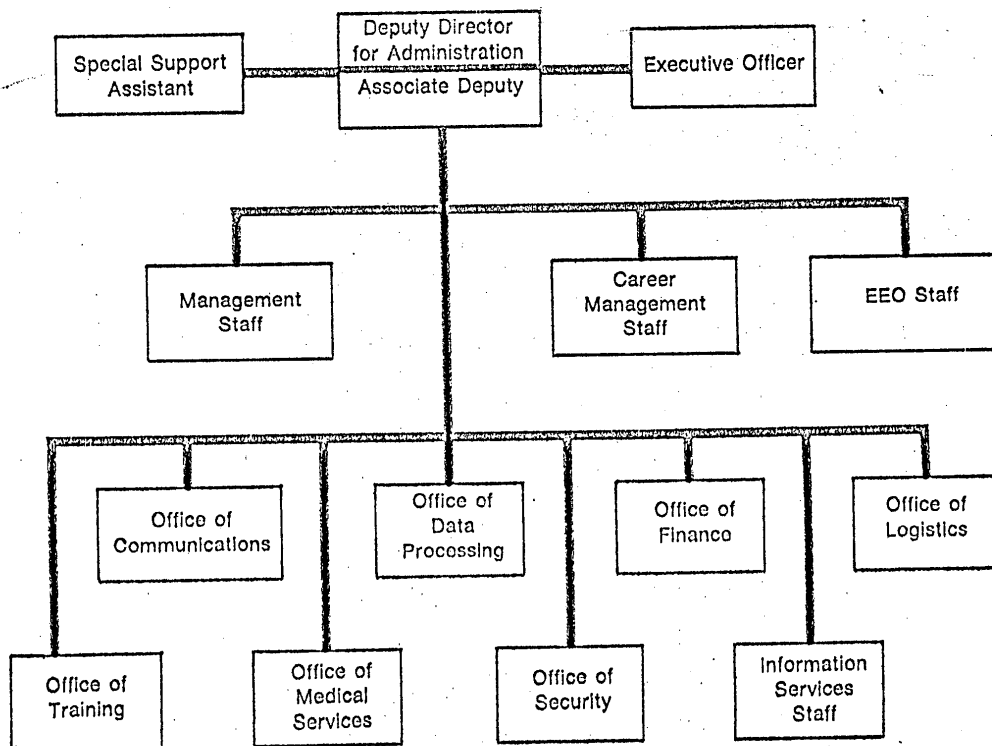 Special Support
Assistant
Deputy Director
for Administration
Associate Deputy
Executive Officer
Management
Staff
Career
Management
Staff
EEO Staff
Office of
Communications
Office of
Data
Processing
Office of
Financo
Office of
Logistics
Office of
Training
Office of
Medical
Services
Office of
Security
Information
Services
Staff